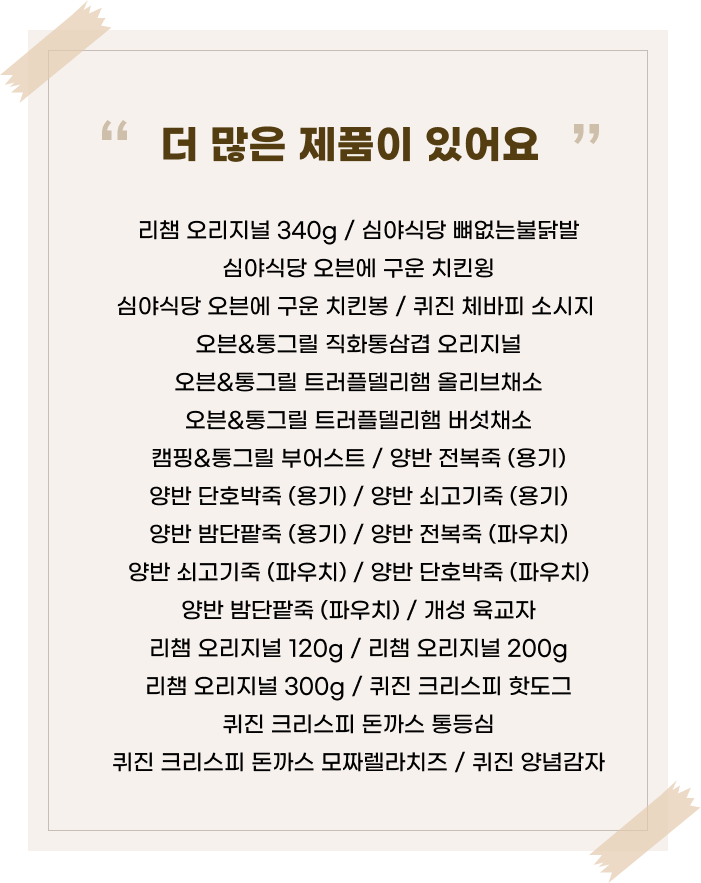 “ 더 많은 제품이 있어요 ”
리챔 오리지널 340g / 심야식당 뼈없는불닭발
심야식당 오븐에 구운 치킨윙
심야식당 오븐에 구운 치킨봉 / 퀴진 체바피 소시지
오븐&통그릴 직화통삼겹 오리지널
오븐&통그릴 트러플델리햄 올리브채소
오븐&통그릴 트러플델리햄 버섯채소
캠핑&통그릴 부어스트 / 양반 전복죽 (용기)
양반 단호박죽 (용기) / 양반 쇠고기죽 (용기)
양반 밤단팥죽 (용기) / 양반 전복죽 (파우치)
양반 쇠고기죽 (파우치) / 양반 단호박죽 (파우치)
양반 밤단팥죽 (파우치) / 개성 육교자
리챔 오리지널 120g / 리챔 오리지널 200g
리챔 오리지널 300g / 퀴진 크리스피 핫도그
퀴진 크리스피 돈까스 통등심
퀴진 크리스피 돈까스 모짜렐라치즈 / 퀴진 양념감자